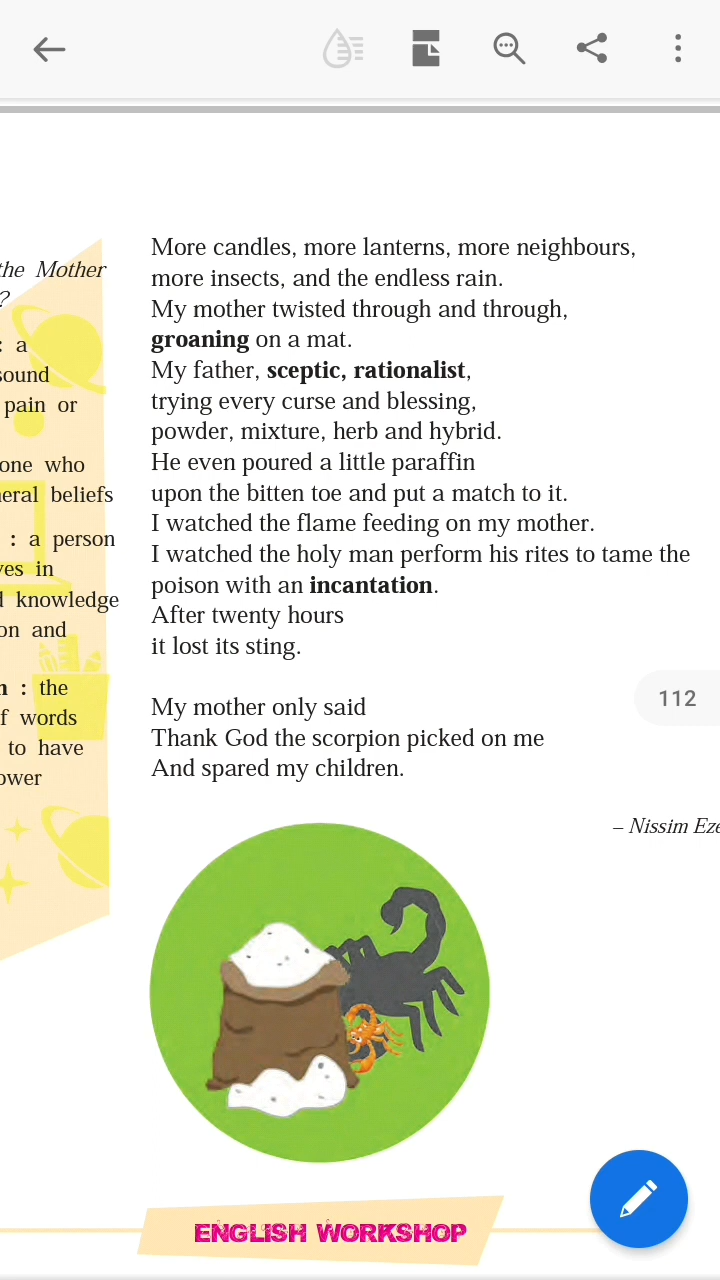 the Mother
?
: a
sound
pain or
one who
eral beliefs
: a person
ves in
d knowledge
on and
n : the
f words
to have
ower
More candles, more lanterns, more neighbours,
more insects, and the endless rain.
My mother twisted through and through,
groaning on a mat.
My father, sceptic, rationalist,
trying every curse and blessing,
powder, mixture, herb and hybrid.
He even poured a little paraffin
upon the bitten toe and put a match to it.
I watched the flame feeding on my mother.
I watched the holy man perform his rites to tame the
poison with an incantation.
After twenty hours
it lost its sting.
My mother only said
Thank God the scorpion picked on me
And spared my children.
– Nissim Eze
112
ENGLISH WORKSHOP